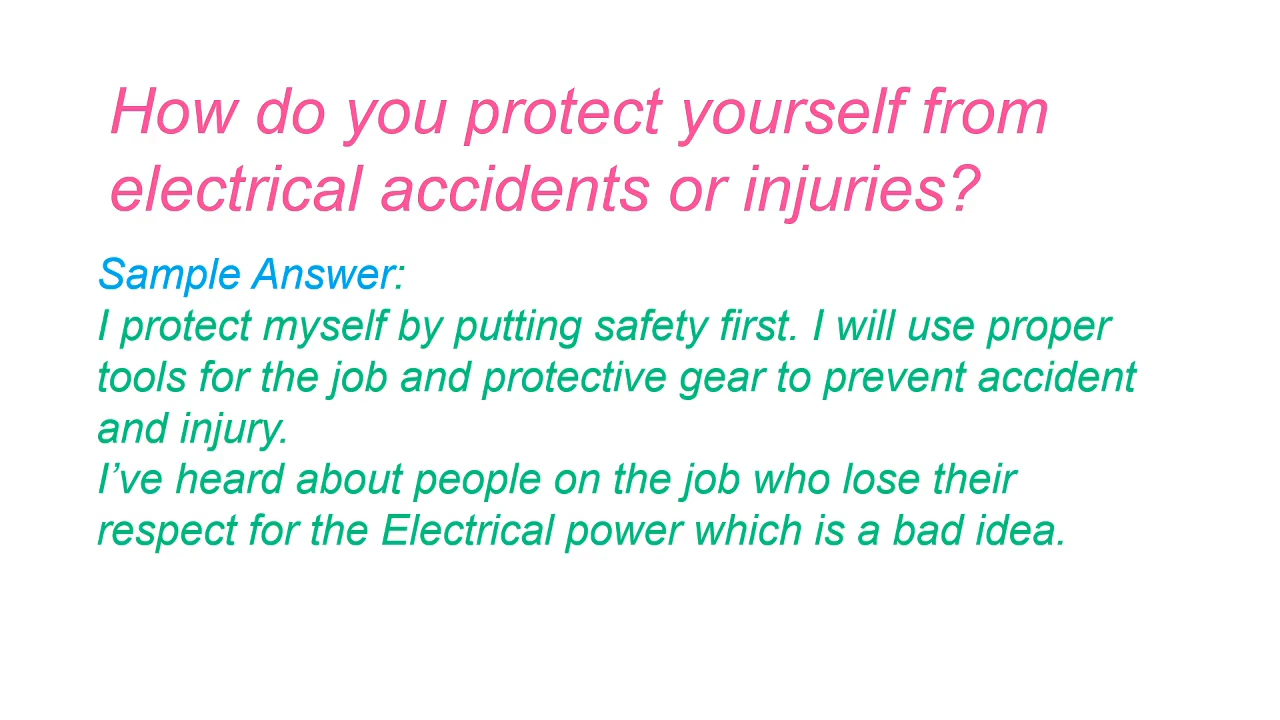 How do you protect yourself from
electrical accidents or injuries?
Sample Answer:
I protect myself by putting safety first. I will use proper
tools for the job and protective gear to prevent accident
and injury.
I’ve heard about people on the job who lose their
respect for the Electrical power which is a bad idea.